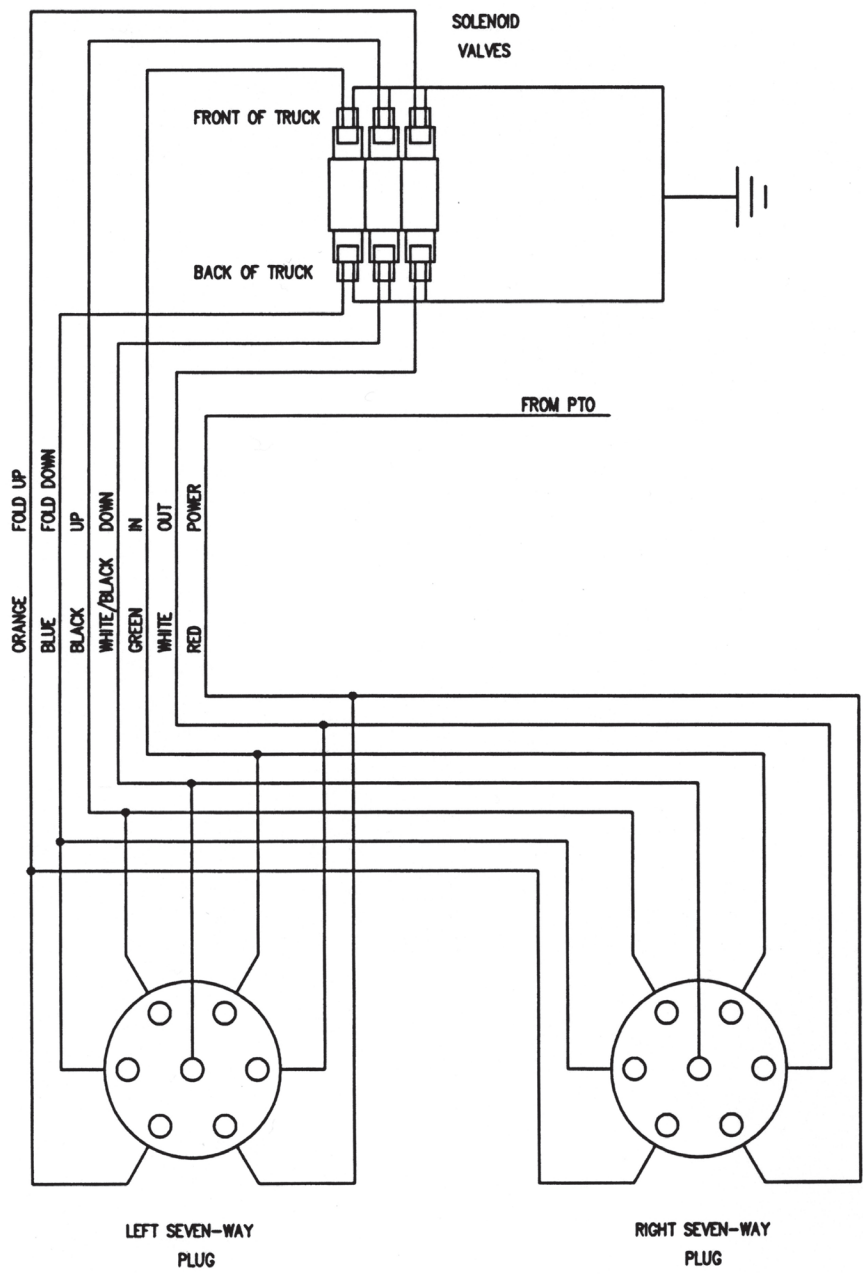 SOLENOID
VALVES
FRONT OF TRUCK
BACK OF TRUCK
FROM PTO
ORANGE FOLD UP
BLUE FOLD DOWN
BLACK UP
WHITE/BLACK DOWN
GREEN IN
WHITE OUT
RED POWER
LEFT SEVEN-WAY
PLUG
RIGHT SEVEN-WAY
PLUG